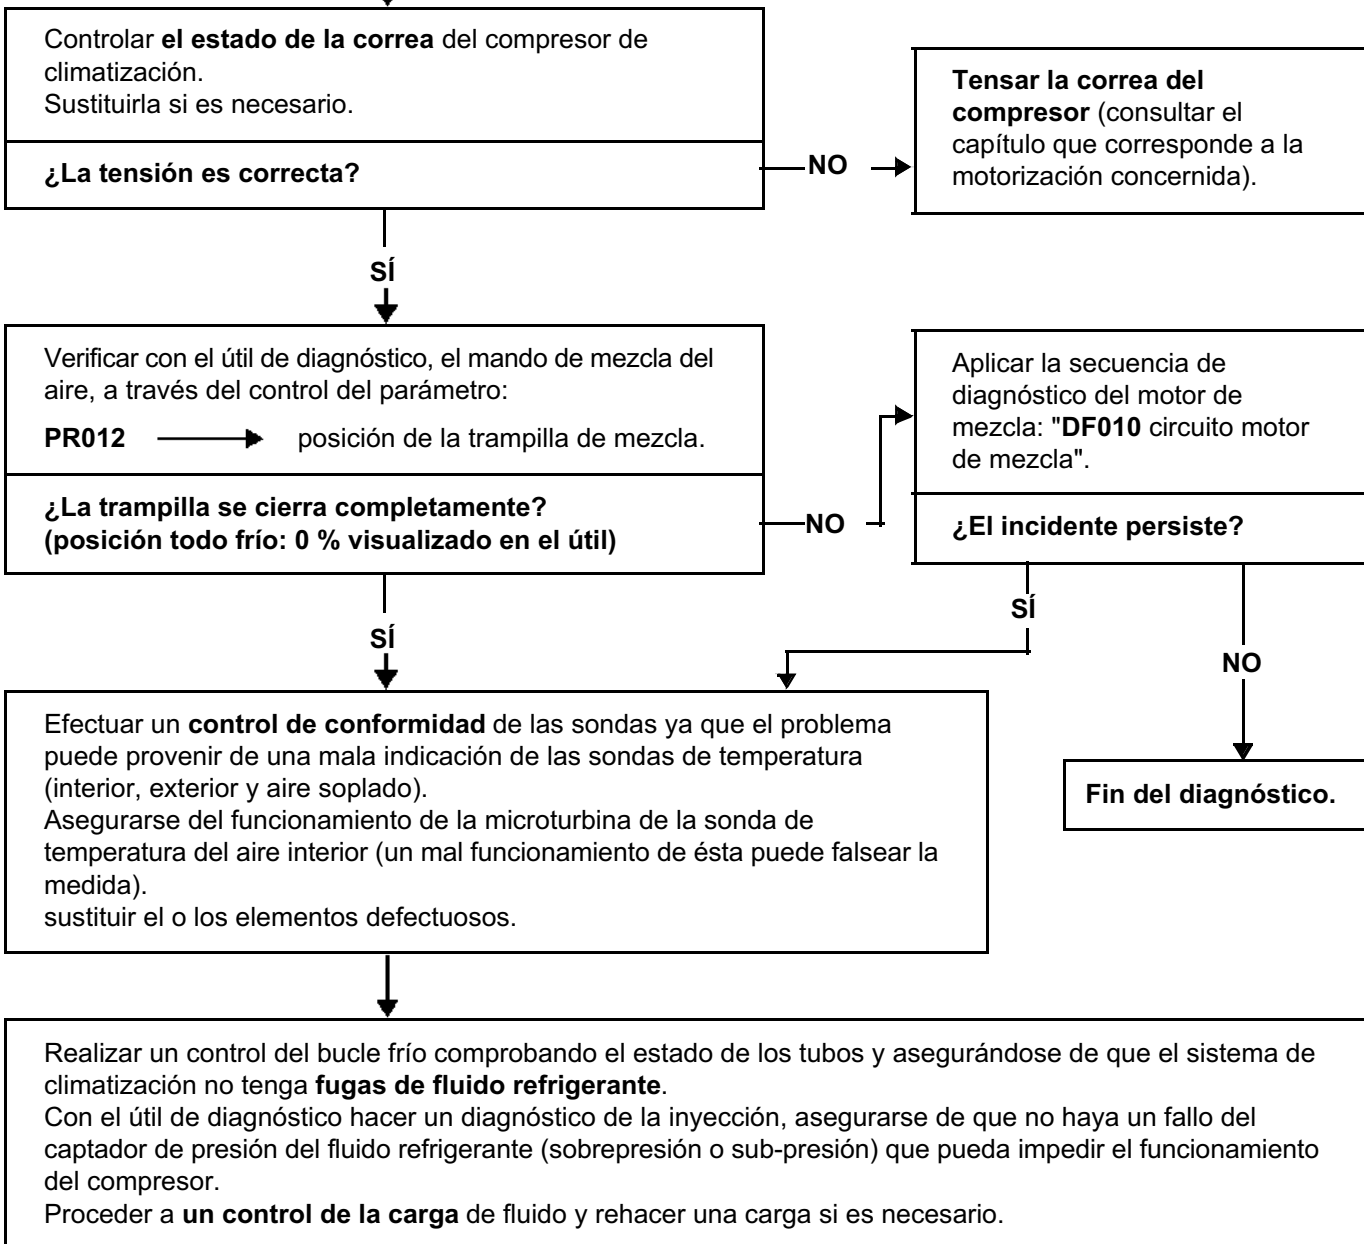 Controlar el estado de la correa del compresor de
climatización.
Sustituirla si es necesario.
¿La tensión es correcta?
NO
Tensar la correa del
compresor (consultar el
capítulo que corresponde a la
motorización concernida).
SÍ
Verificar con el útil de diagnóstico, el mando de mezcla del
aire, a través del control del parámetro:
PR012 posición de la trampilla de mezcla.
¿La trampilla se cierra completamente?
(posición todo frío: 0 % visualizado en el útil)
NO
Aplicar la secuencia de
diagnóstico del motor de
mezcla: "DF010 circuito motor
de mezcla".
¿El incidente persiste?
SÍ
SÍ
NO
Efectuar un control de conformidad de las sondas ya que el problema
puede provenir de una mala indicación de las sondas de temperatura
(interior, exterior y aire soplado).
Asegurarse del funcionamiento de la microturbina de la sonda de
temperatura del aire interior (un mal funcionamiento de ésta puede falsear la
medida).
sustituir el o los elementos defectuosos.
Fin del diagnóstico.
Realizar un control del bucle frío comprobando el estado de los tubos y asegurándose de que el sistema de
climatización no tenga fugas de fluido refrigerante.
Con el útil de diagnóstico hacer un diagnóstico de la inyección, asegurarse de que no haya un fallo del
captador de presión del fluido refrigerante (sobrepresión o sub-presión) que pueda impedir el funcionamiento
del compresor.
Proceder a un control de la carga de fluido y rehacer una carga si es necesario.